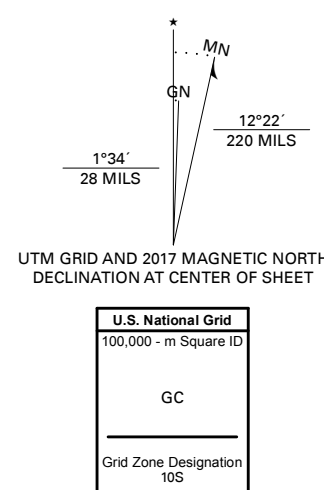 ★
MN
GN
12°22´
220 MILS
1°34´
28 MILS
UTM GRID AND 2017 MAGNETIC NORTH
DECLINATION AT CENTER OF SHEET
U.S. National Grid
100,000 - m Square ID
GC
Grid Zone Designation
10S